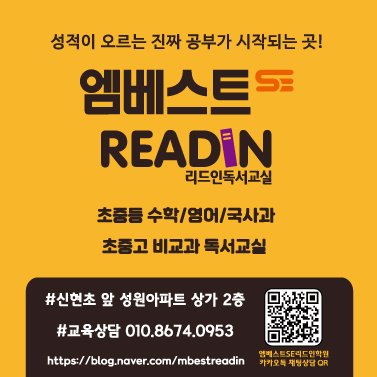 성적이 오르는 진짜 공부가 시작되는 곳!
엠베스트 SE
READIN
리드인독서교실
초중등 수학/영어/국사과
초중고 비교과 독서교실
#신현초 앞 성원아파트 상가 2층
#교육상담 010.8674.0953
https://blog.naver.com/mbestreadin
엠베스트SE리드인학원
카카오톡 채팅상담 QR